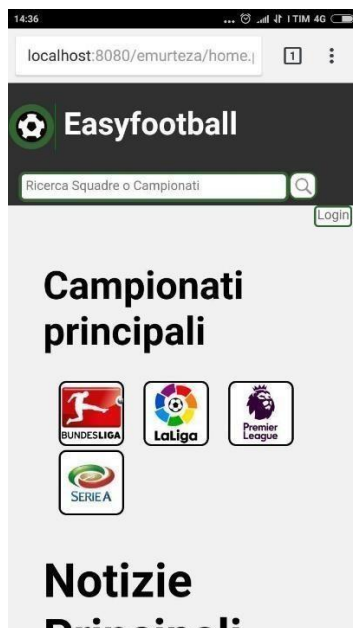 14:36 ... I TIM 4G
localhost:8080/emurteza/home.
1
Easyfootball
Ricerca Squadre o Campionati
Login
Campionati
principali
BUNDESLIGA LaLiga Premier
League
SERIE A
Notizie
Principali